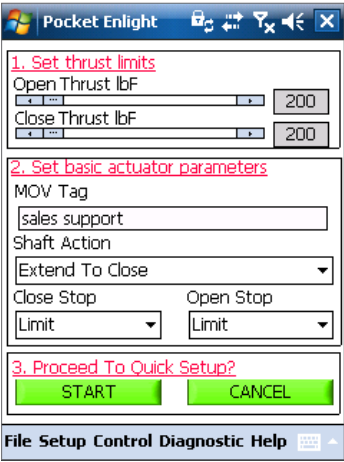 Pocket Enlight
1. Set thrust limits
Open Thrust lbF
200
Close Thrust lbF
200
2. Set basic actuator parameters
MOV Tag
sales support
Shaft Action
Extend To Close
Close Stop Open Stop
Limit Limit
3. Proceed To Quick Setup?
START CANCEL
File Setup Control Diagnostic Help